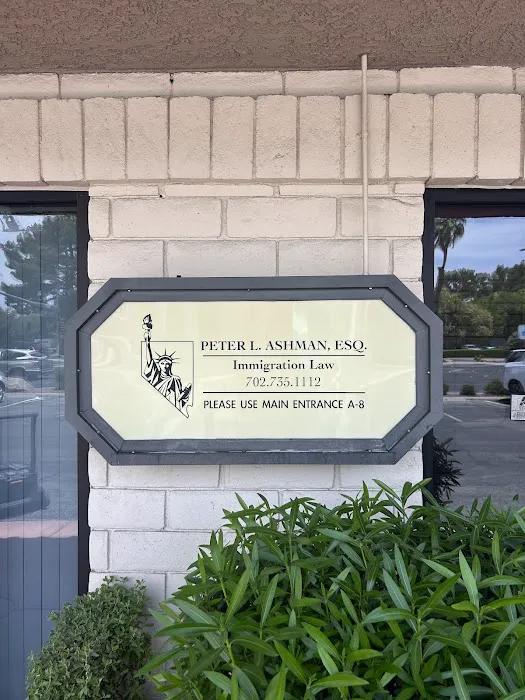 PETER L. ASHMAN, ESQ.
Immigration Law
702.735.1112
PLEASE USE MAIN ENTRANCE A-8